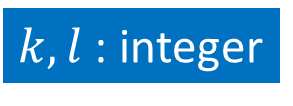 k, l : integer